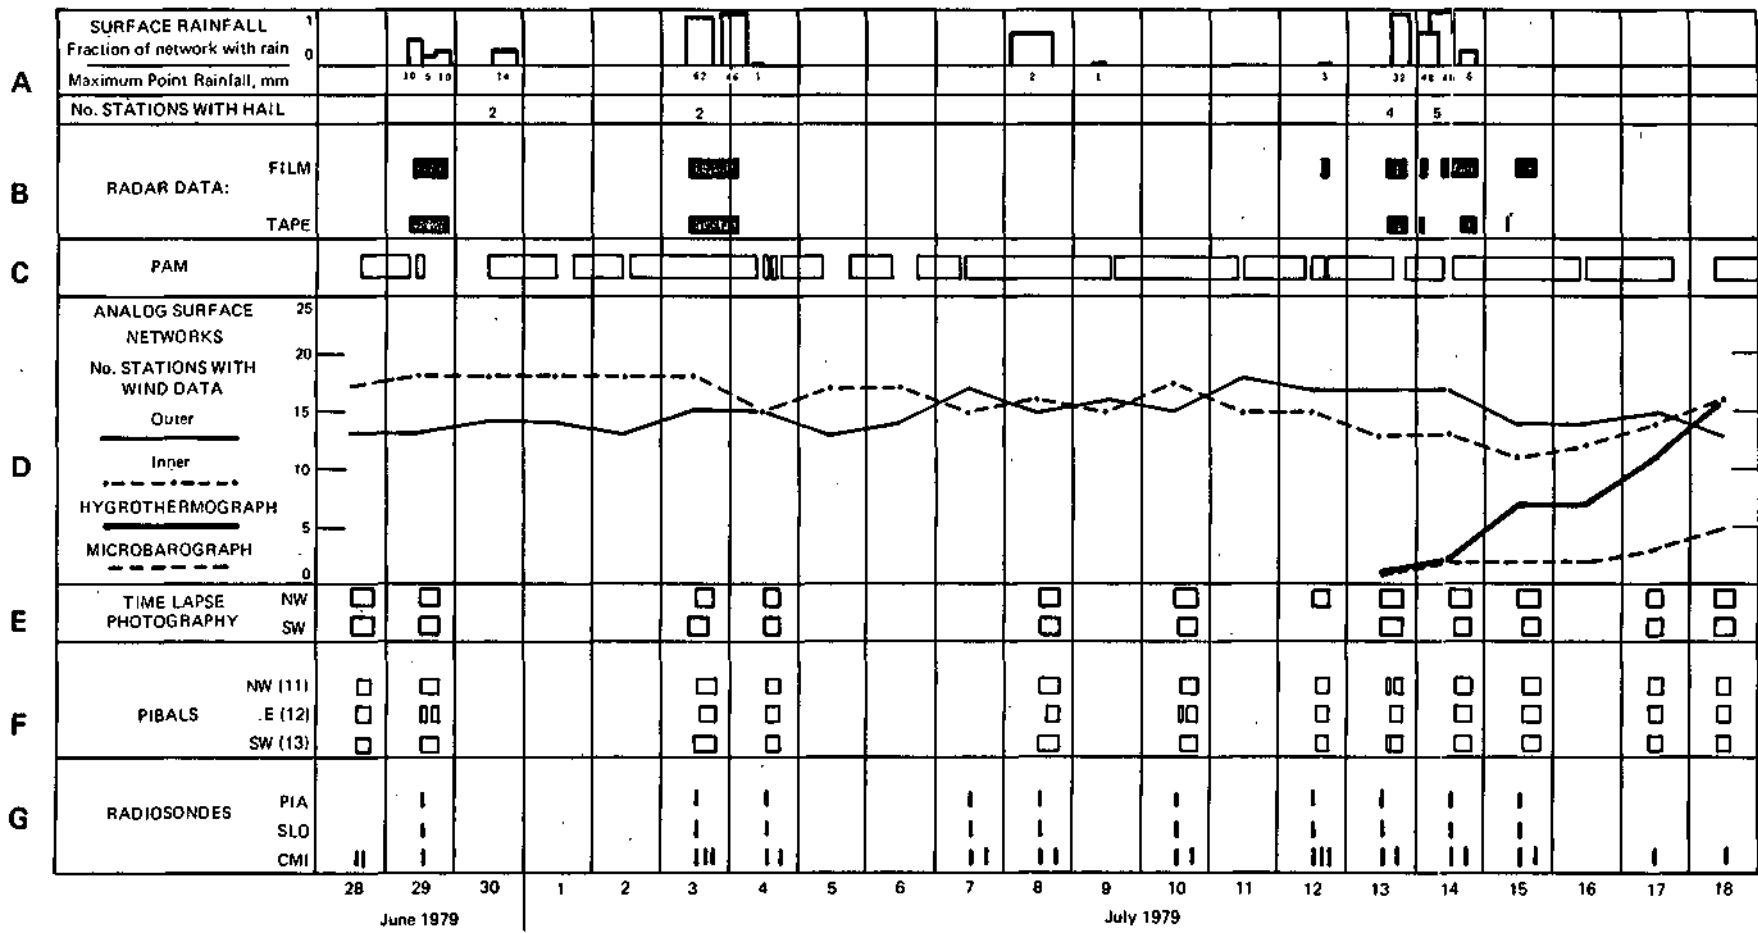 SURFACE RAINFALL
Fraction of network with rain
1
0
Maximum Point Rainfall, mm
10 5 10 14 62 46 1 2 1 3 32 48 6
A
No. STATIONS WITH HAIL 2 2 4 5
B
RADAR DATA:
FILM
TAPE
C
PAM
D
ANALOG SURFACE
NETWORKS
No. STATIONS WITH
WIND DATA
Outer
Inner
HYGROTHERMOGRAPH
MICROBAROGRAPH
25
20
15
10
5
0
E
TIME LAPSE
PHOTOGRAPHY
NW
SW
F
PIBALS
NW (11)
.E (12)
SW (13)
G
RADIOSONDES
PIA
SLO
CMI
28 29 30 1 2 3 4 5 6 7 8 9 10 11 12 13 14 15 16 17 18
June 1979 July 1979